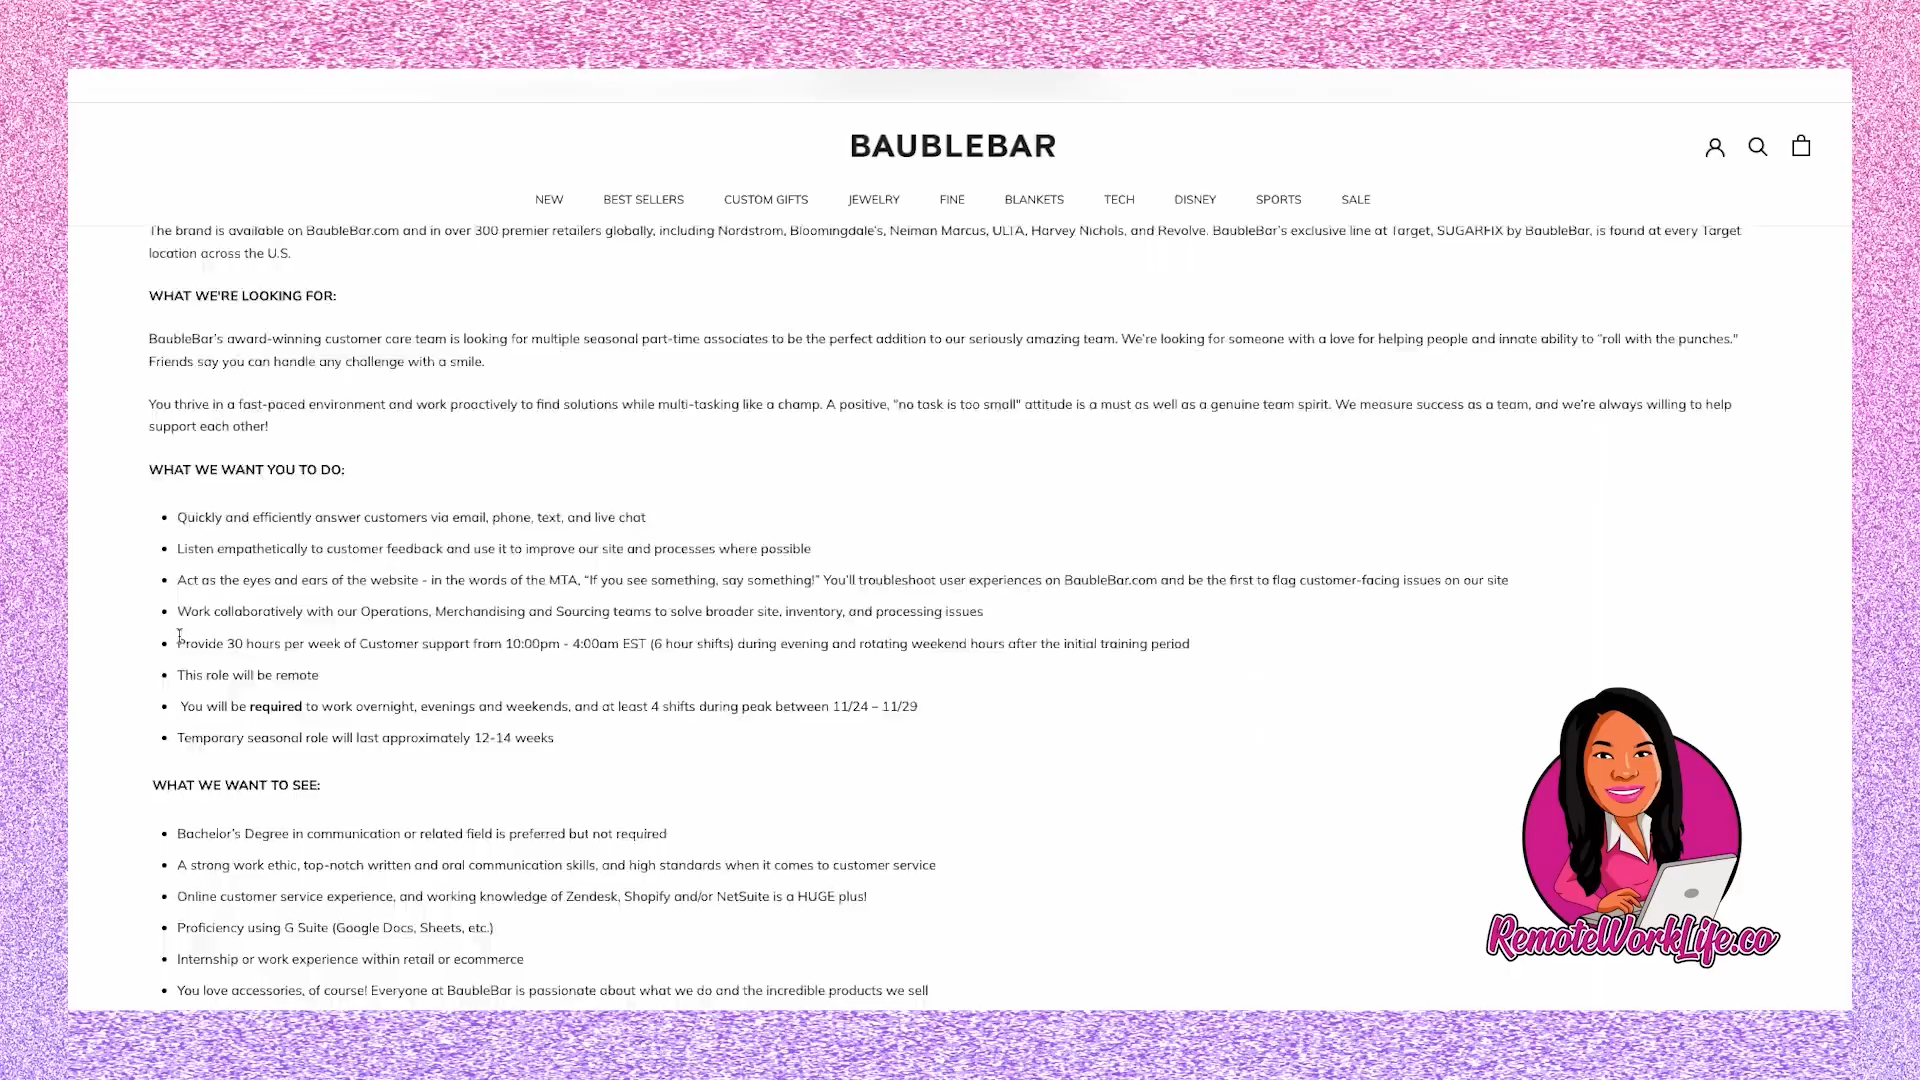 BAUBLEBAR
NEW BEST SELLERS CUSTOM GIFTS JEWELRY FINE BLANKETS TECH DISNEY SPORTS SALE
The brand is available on BaubleBar.com and in over 300 premier retailers globally, including Nordstrom, Bloomingdale's, Neiman Marcus, ULTA, Harvey Nichols, and Revolve. BaubleBar's exclusive line at Target, SUGARFIX by BaubleBar, is found at every Target
location across the U.S.
WHAT WE'RE LOOKING FOR:
BaubleBar's award-winning customer care team is looking for multiple seasonal part-time associates to be the perfect addition to our seriously amazing team. We're looking for someone with a love for helping people and innate ability to "roll with the punches."
Friends say you can handle any challenge with a smile.
You thrive in a fast-paced environment and work proactively to find solutions while multi-tasking like a champ. A positive, "no task is too small" attitude is a must as well as a genuine team spirit. We measure success as a team, and we're always willing to help
support each other!
WHAT WE WANT YOU TO DO:
• Quickly and efficiently answer customers via email, phone, text, and live chat
• Listen empathetically to customer feedback and use it to improve our site and processes where possible
• Act as the eyes and ears of the website - in the words of the MTA, "If you see something, say something!" You'll troubleshoot user experiences on BaubleBar.com and be the first to flag customer-facing issues on our site
• Work collaboratively with our Operations, Merchandising and Sourcing teams to solve broader site, inventory, and processing issues
• Provide 30 hours per week of Customer support from 10:00pm - 4:00am EST (6 hour shifts) during evening and rotating weekend hours after the initial training period
• This role will be remote
• You will be required to work overnight, evenings and weekends, and at least 4 shifts during peak between 11/24 – 11/29
• Temporary seasonal role will last approximately 12-14 weeks
WHAT WE WANT TO SEE:
• Bachelor's Degree in communication or related field is preferred but not required
• A strong work ethic, top-notch written and oral communication skills, and high standards when it comes to customer service
• Online customer service experience, and working knowledge of Zendesk, Shopify and/or NetSuite is a HUGE plus!
• Proficiency using G Suite (Google Docs, Sheets, etc.)
• Internship or work experience within retail or ecommerce
• You love accessories, of course! Everyone at BaubleBar is passionate about what we do and the incredible products we sell
RemoteWorkLife.co